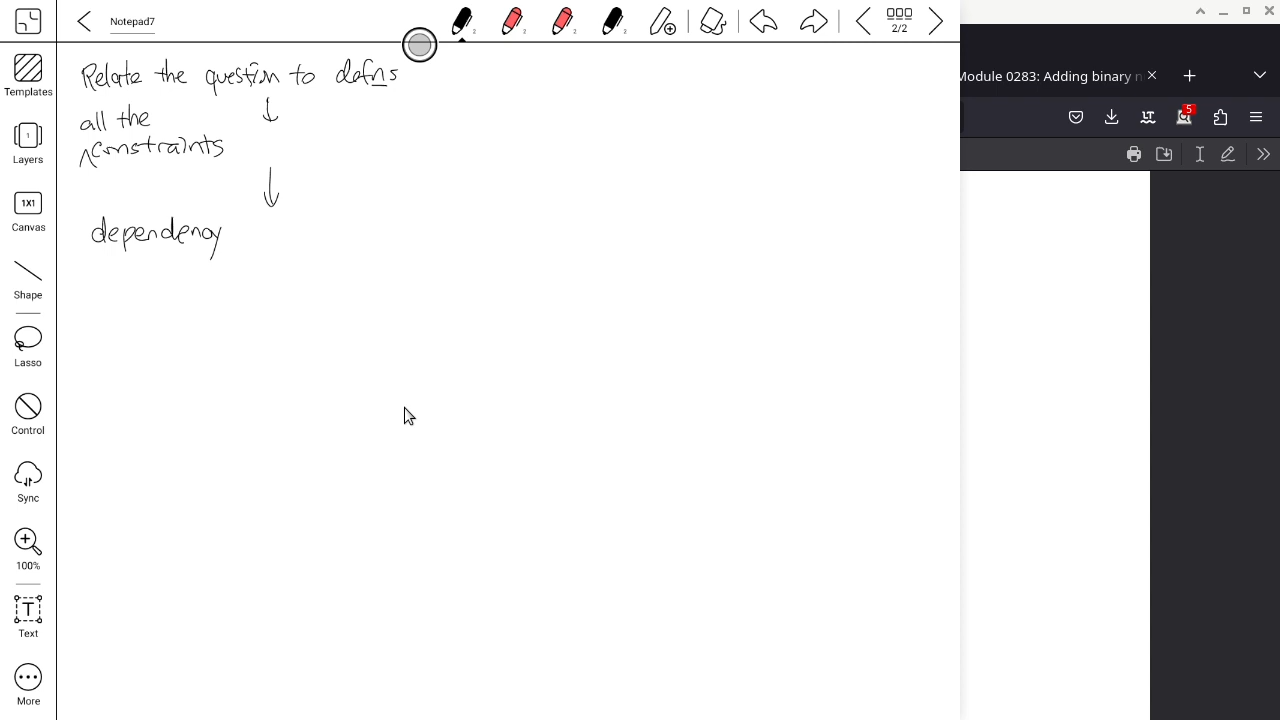 Notepad7
2/2
Module 0283: Adding binary n
5
Templates
Layers
Canvas
Shape
Lasso
Control
Sync
100%
Text
More
Relate the question to defns
all the
constraints
dependency